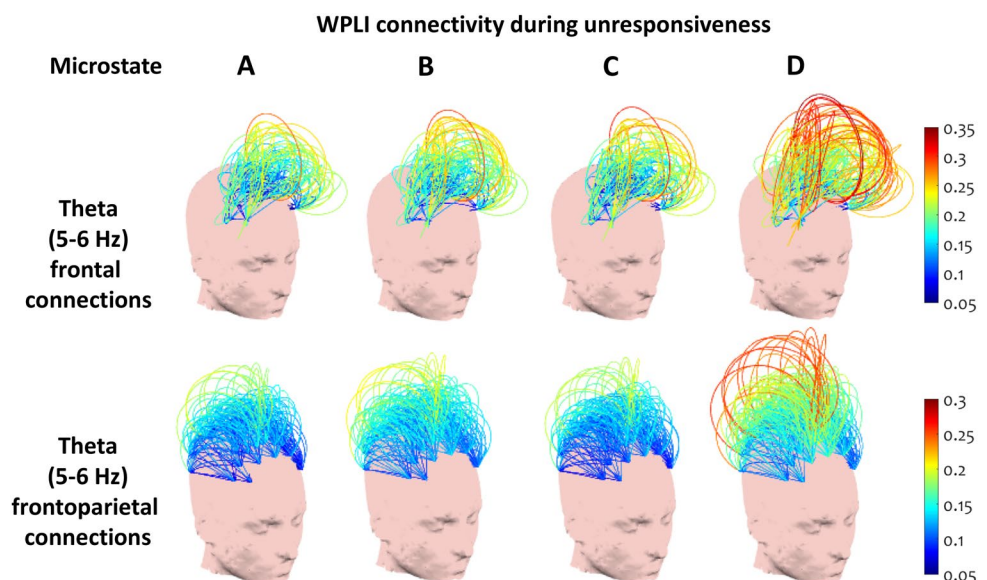 WPLI connectivity during unresponsiveness
Microstate A B C D
Theta
(5-6 Hz)
frontal
connections
0.35
0.3
0.25
0.2
0.15
0.1
0.05
Theta
(5-6 Hz)
frontoparietal
connections
0.3
0.25
0.2
0.15
0.1
0.05